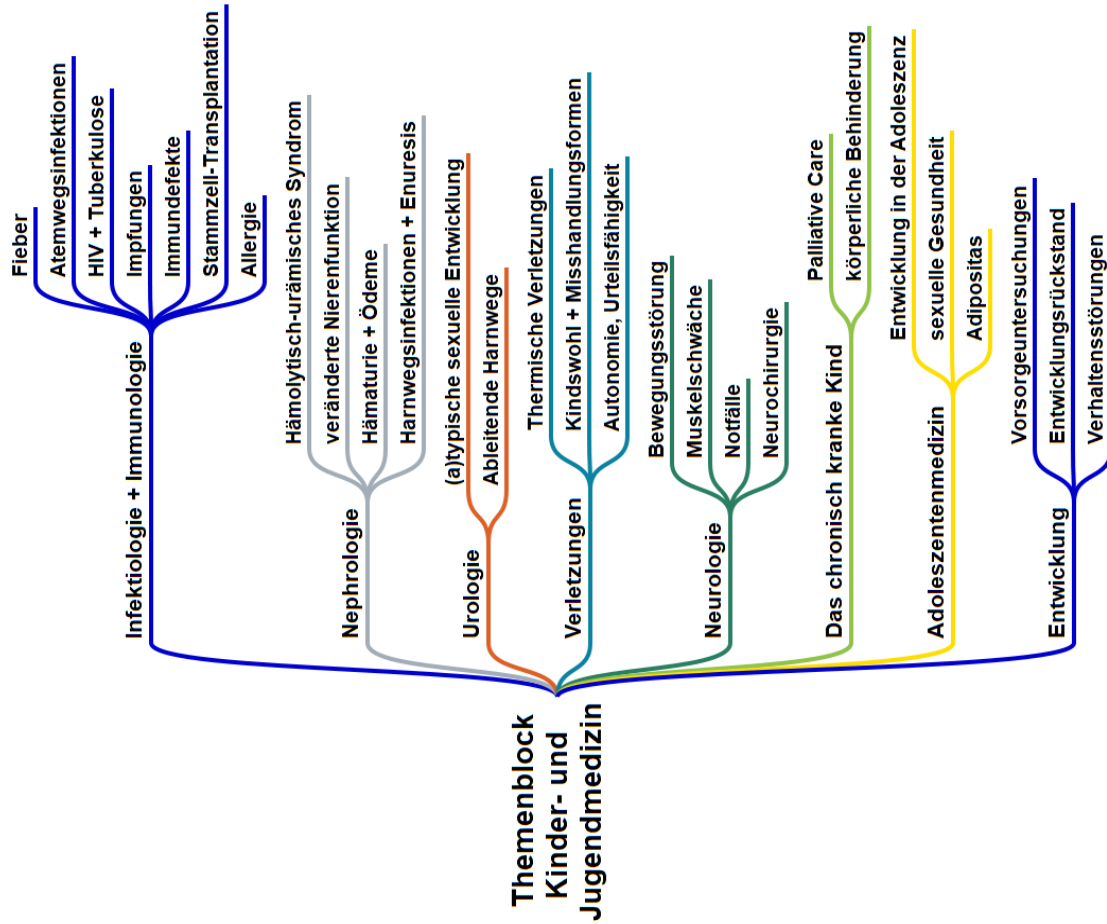 Themenblock
Kinder- und
Jugendmedizin
Infektiologie + Immunologie
Fieber
Atemwegsinfektionen
HIV + Tuberkulose
Impfungen
Immundefekte
Stammzell-Transplantation
Allergie
Nephrologie
Hämolytisch-urämisches Syndrom
veränderte Nierenfunktion
Hämaturie + Ödeme
Harnwegsinfektionen + Enuresis
Urologie
(a)typische sexuelle Entwicklung
Ableitende Harnwege
Verletzungen
Thermische Verletzungen
Kindswohl + Misshandlungsformen
Autonomie, Urteilsfähigkeit
Neurologie
Bewegungsstörung
Muskelschwäche
Notfälle
Neurochirurgie
Das chronisch kranke Kind
Palliative Care
körperliche Behinderung
Adoleszentenmedizin
Entwicklung in der Adoleszenz
sexuelle Gesundheit
Adipositas
Entwicklung
Vorsorgeuntersuchungen
Entwicklungsrückstand
Verhaltensstörungen